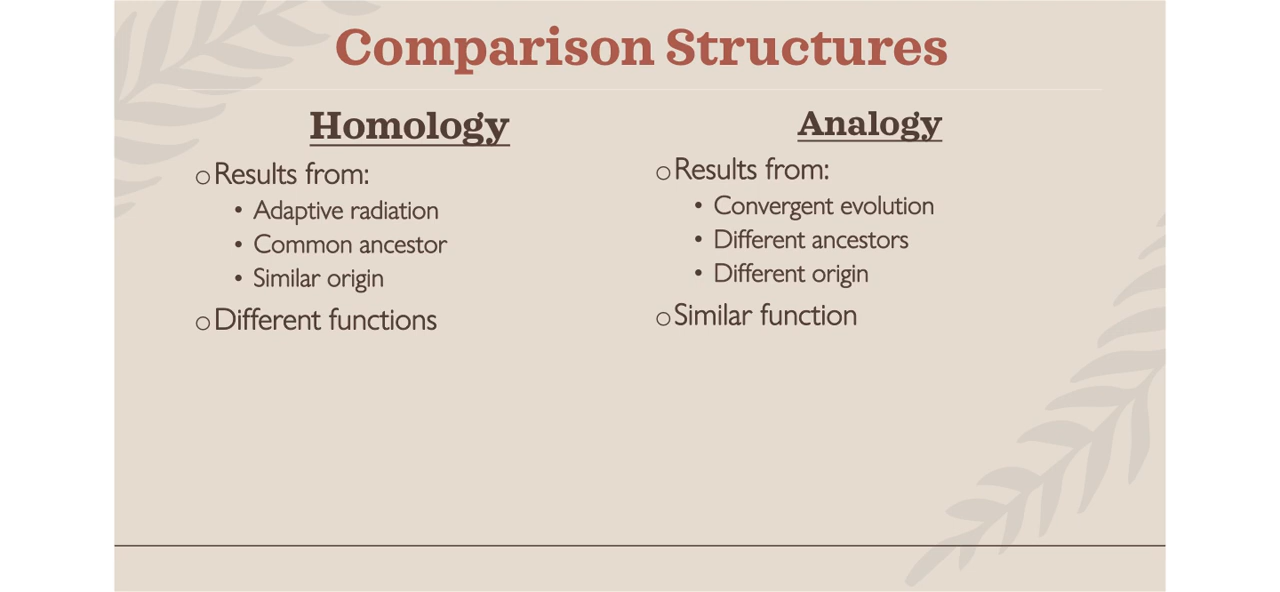 Comparison Structures
Homology
○Results from:
• Adaptive radiation
• Common ancestor
• Similar origin
○Different functions
Analogy
○Results from:
• Convergent evolution
• Different ancestors
• Different origin
○Similar function